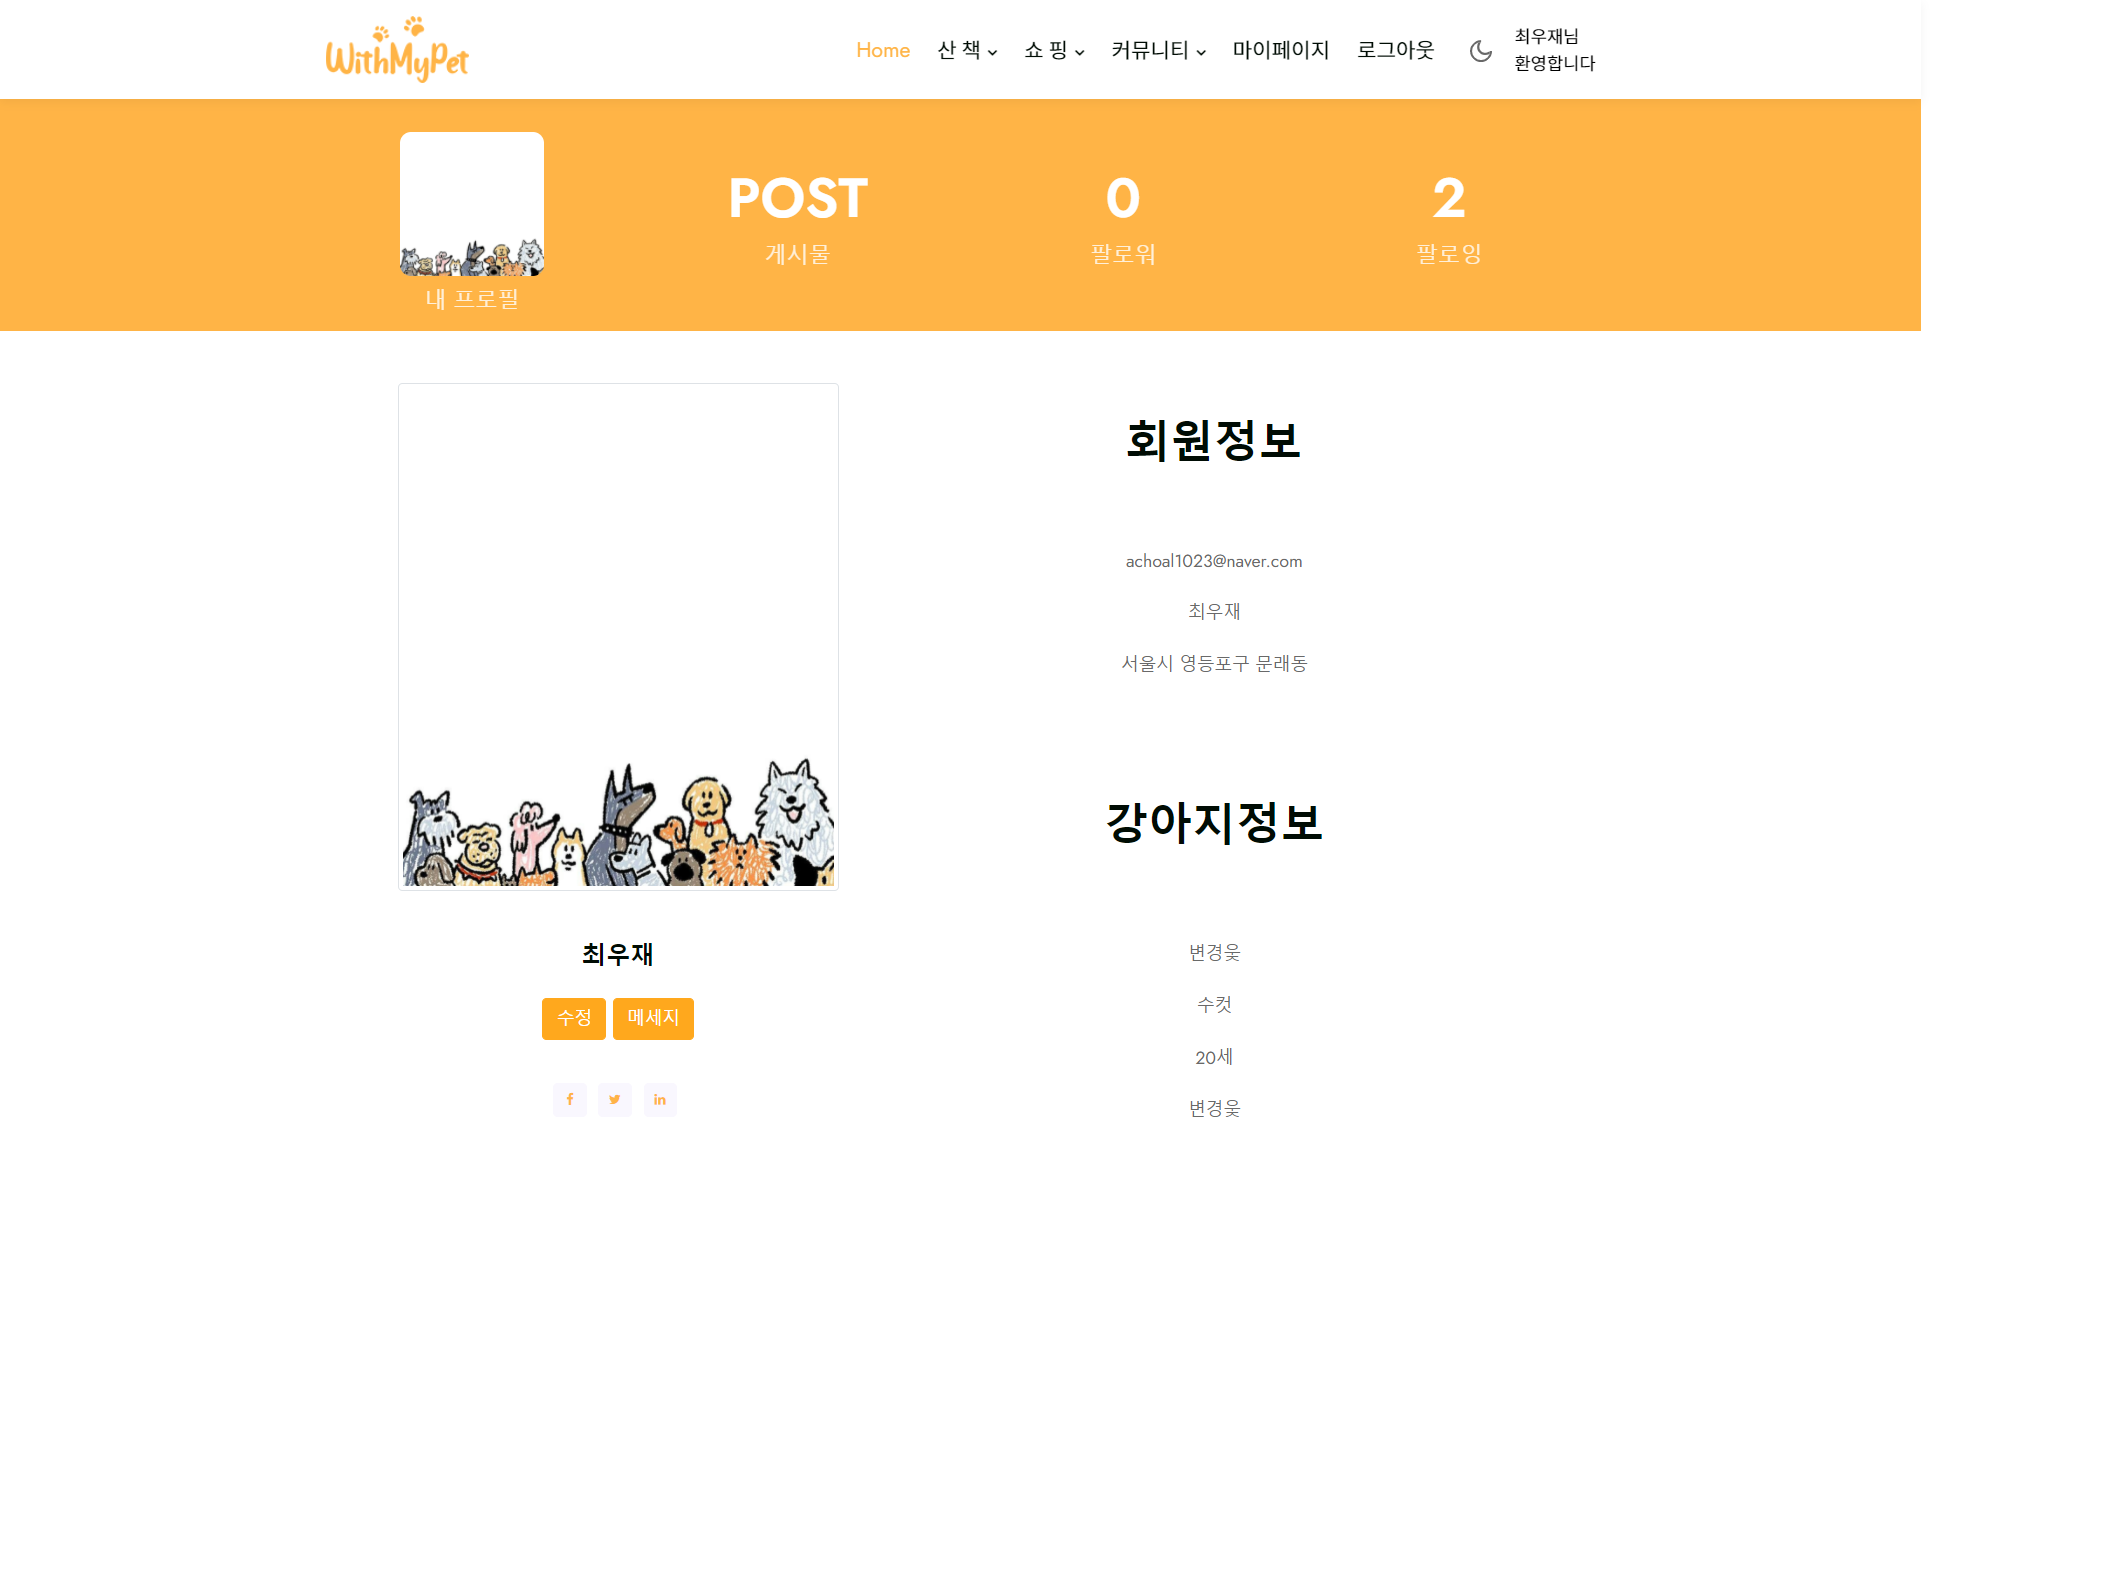 WithMyPet
Home 산 책 쇼 핑 커뮤니티 마이페이지 로그아웃
최우재님
환영합니다
POST 0 2
게시물 팔로워 팔로잉
내 프로필
회원정보
achoal1023@naver.com
최우재
서울시 영등포구 문래동
강아지정보
변경웆
수컷
20세
변경웆
최우재
수정 메세지